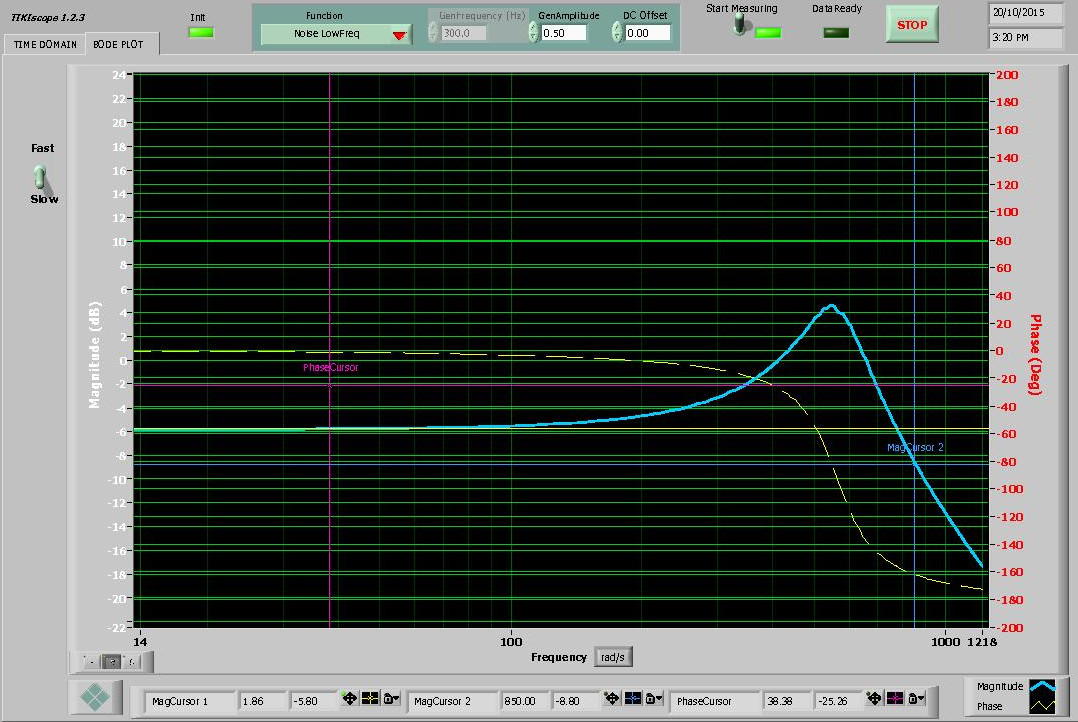 TIKIscope 1.2.3
TIME DOMAIN
BODE PLOT
Init
Function
Noise LowFreq
GenFrequency (Hz)
300.0
GenAmplitude
0.50
DC Offset
0.00
Start Measuring
DataReady
STOP
20/10/2015
3:20 PM
Fast
Slow
Magnitude (dB)
24
22
20
18
16
14
12
10
8
6
4
2
0
-2
-4
-6
-8
-10
-12
-14
-16
-18
-20
-22
PhaseCursor
MagCursor 2
200
180
160
140
120
100
80
60
40
20
0
-20
-40
-60
-80
-100
-120
-140
-160
-180
-200
Phase (Deg)
14
100
1000
1218
Frequency
rad/s
MagCursor 1
1.86
-5.80
MagCursor 2
850.00
-8.80
PhaseCursor
38.38
-25.26
Magnitude
Phase